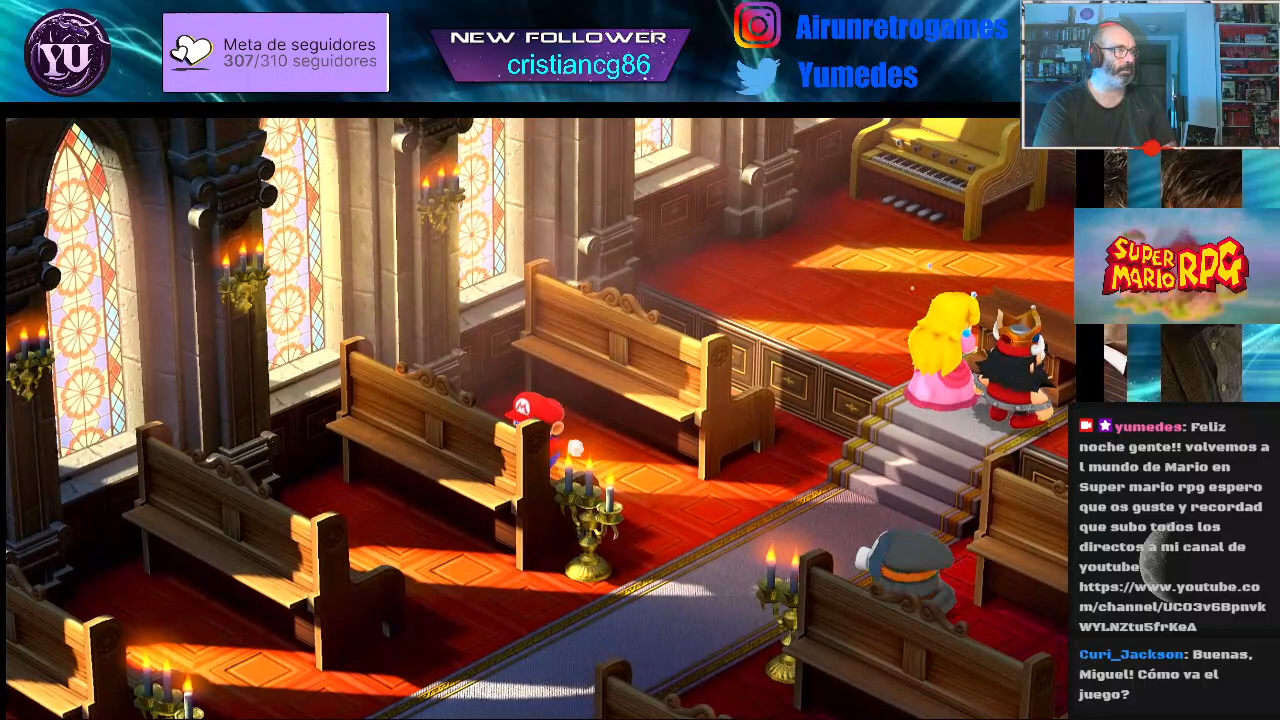 YU
Meta de seguidores
307/310 seguidores
NEW FOLLOWER
cristiancg86
Airunretrogames
Yumedes
M
SUPER
MARIO RPG
yumedes: Feliz
noche gente!! volvemos a
l mundo de Mario en
Super mario rpg espero
que os guste y recordad
que subo todos los
directos a mi canal de
youtube
https://www.youtube.co
m/channel/UC03v6Bpnvk
WYLNZtu5frKeA
Curi_Jackson: Buenas,
Miguel! Cómo va el
juego?